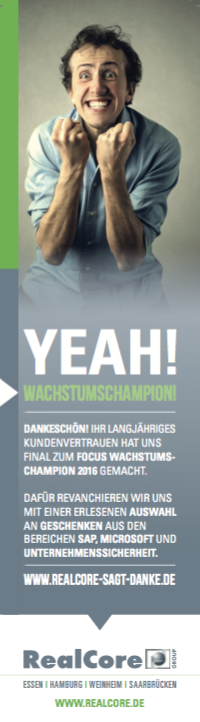 YEAH!
WACHSTUMSCHAMPION!
DANKESCHÖN! IHR LANGJÄHRIGES
KUNDENVERTRAUEN HAT UNS
FINAL ZUM FOCUS WACHSTUMS-
CHAMPION 2016 GEMACHT.
DAFÜR REVANCHIEREN WIR UNS
MIT EINER ERLESENEN AUSWAHL
AN GESCHENKEN AUS DEN
BEREICHEN SAP, MICROSOFT UND
UNTERNEHMENSSICHERHEIT.
WWW.REALCORE-SAGT-DANKE.DE
RealCore GROUP
ESSEN | HAMBURG | WEINHEIM | SAARBRÜCKEN
WWW.REALCORE.DE